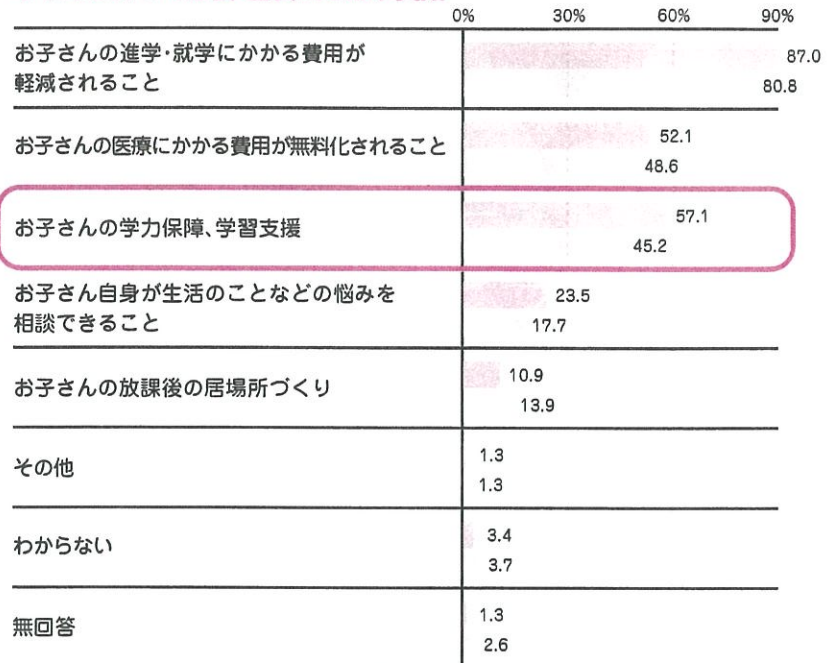 0% 30% 60% 90%
お子さんの進学・就学にかかる費用が
軽減されること
87.0
80.8
お子さんの医療にかかる費用が無料化されること
52.1
48.6
お子さんの学力保障、学習支援
57.1
45.2
お子さん自身が生活のことなどの悩みを
相談できること
23.5
17.7
お子さんの放課後の居場所づくり
10.9
13.9
その他
1.3
1.3
わからない
3.4
3.7
無回答
1.3
2.6